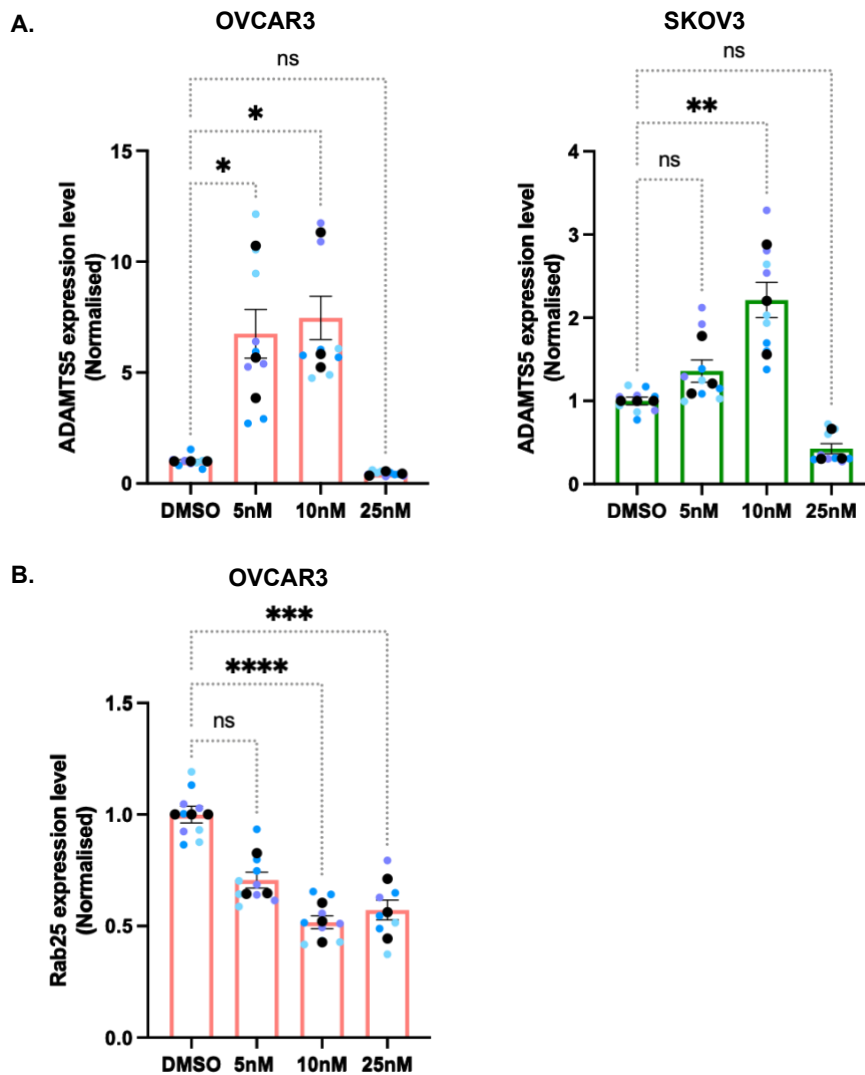 A.
OVCAR3
SKOV3
ns
*
*
ADAMTS5 expression level
(Normalised)
15
10
5
0
DMSO 5nM 10nM 25nM
ns
**
ns
ADAMTS5 expression level
(Normalised)
4
3
2
1
0
DMSO 5nM 10nM 25nM
B.
OVCAR3
***
****
ns
Rab25 expression level
(Normalised)
1.5
1.0
0.5
0.0
DMSO 5nM 10nM 25nM